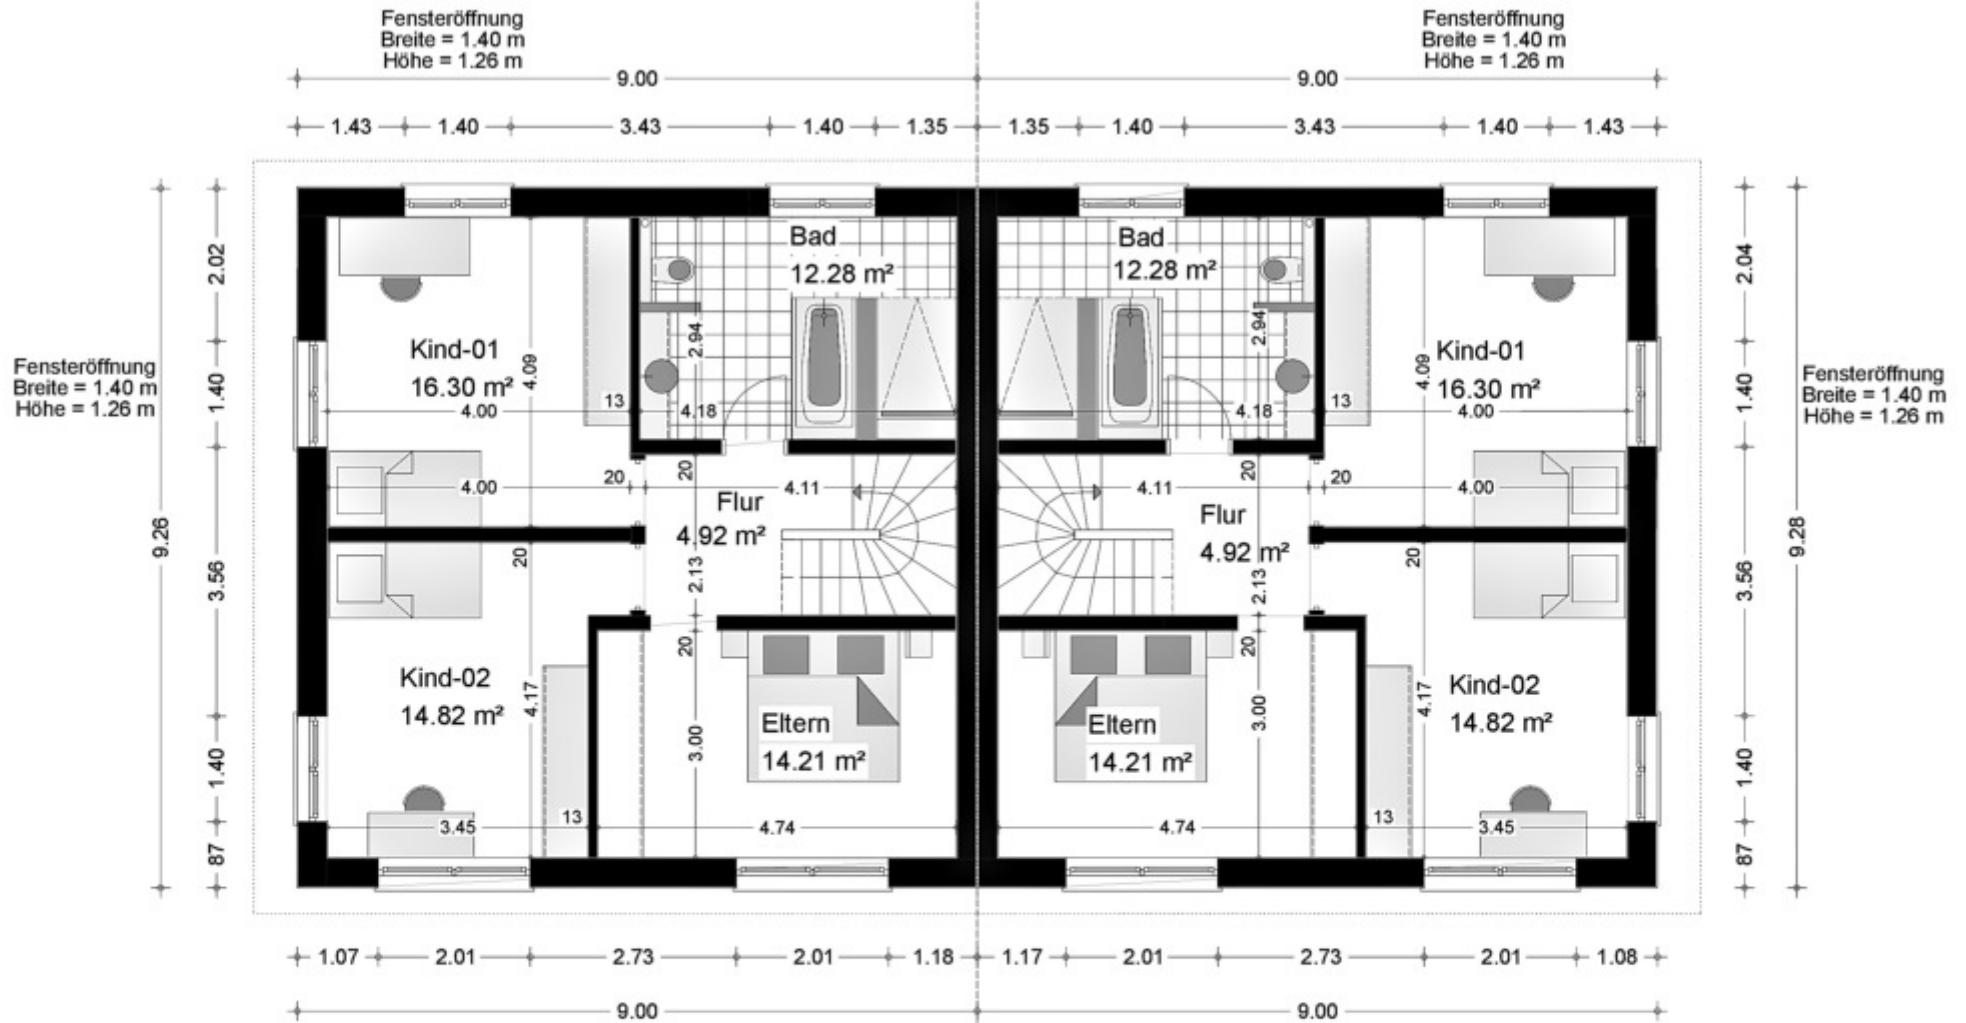 Fensteröffnung
Breite = 1.40 m
Höhe = 1.26 m
Fensteröffnung
Breite = 1.40 m
Höhe = 1.26 m
9.00
9.00
1.43
1.40
3.43
1.40
1.35
1.35
1.40
3.43
1.40
1.43
Fensteröffnung
Breite = 1.40 m
Höhe = 1.26 m
9.26
2.02
1.40
3.56
1.40
87
Kind-01
16.30 m²
4.09
4.00
13
4.00
20
Bad
12.28 m²
2.94
4.18
20
4.11
Flur
4.92 m²
2.13
20
20
Kind-02
14.82 m²
4.17
3.45
13
Eltern
14.21 m²
3.00
4.74
Bad
12.28 m²
2.94
4.18
13
Kind-01
16.30 m²
4.09
4.00
4.11
20
20
4.00
Flur
4.92 m²
2.13
20
20
Eltern
14.21 m²
3.00
4.74
Kind-02
14.82 m²
4.17
13
3.45
2.04
1.40
3.56
1.40
87
9.28
Fensteröffnung
Breite = 1.40 m
Höhe = 1.26 m
1.07
2.01
2.73
2.01
1.18
1.17
2.01
2.73
2.01
1.08
9.00
9.00